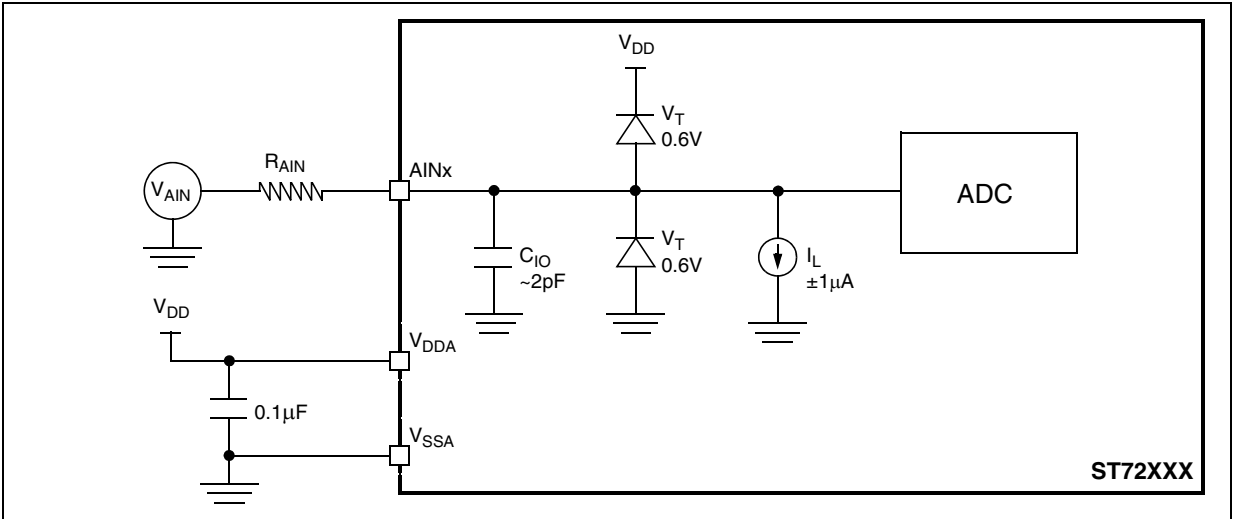 V_DD
V_T
0.6V
R_AIN
AINx
V_AIN
ADC
V_T
0.6V
C_IO
~2pF
I_L
±1µA
V_DD
V_DDA
0.1µF
V_SSA
ST72XXX